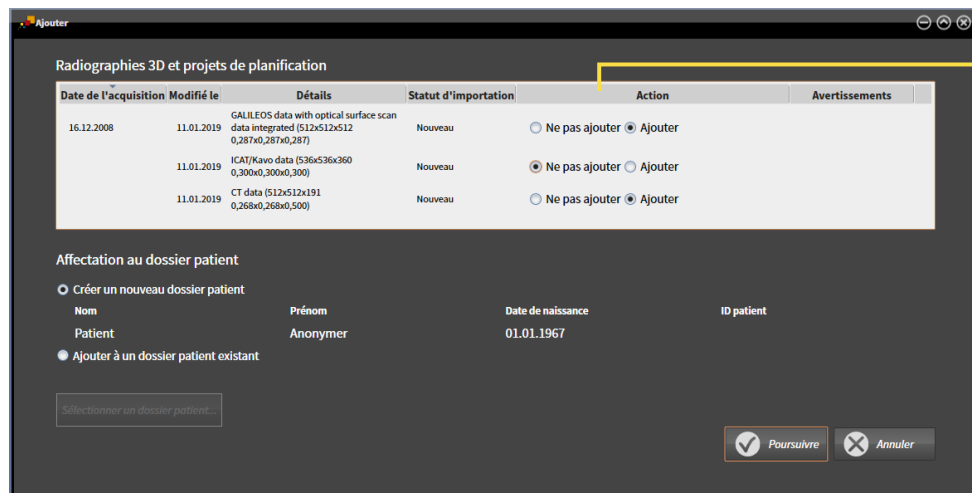 Ajouter
Radiographies 3D et projets de planification
Date de l'acquisition Modifié le Détails Statut d'importation Action Avertissements
16.12.2008 11.01.2019 GALILEOS data with optical surface scan data integrated (512x512x512 0,287x0,287x0,287) Nouveau Ne pas ajouter Ajouter
11.01.2019 ICAT/Kavo data (536x536x360 0,300x0,300x0,300) Nouveau Ne pas ajouter Ajouter
11.01.2019 CT data (512x512x191 0,268x0,268x0,500) Nouveau Ne pas ajouter Ajouter
Affectation au dossier patient
Créer un nouveau dossier patient
Nom Prénom Date de naissance ID patient
Patient Anonymer 01.01.1967
Ajouter à un dossier patient existant
Sélectionner un dossier patient...
Poursuivre Annuler